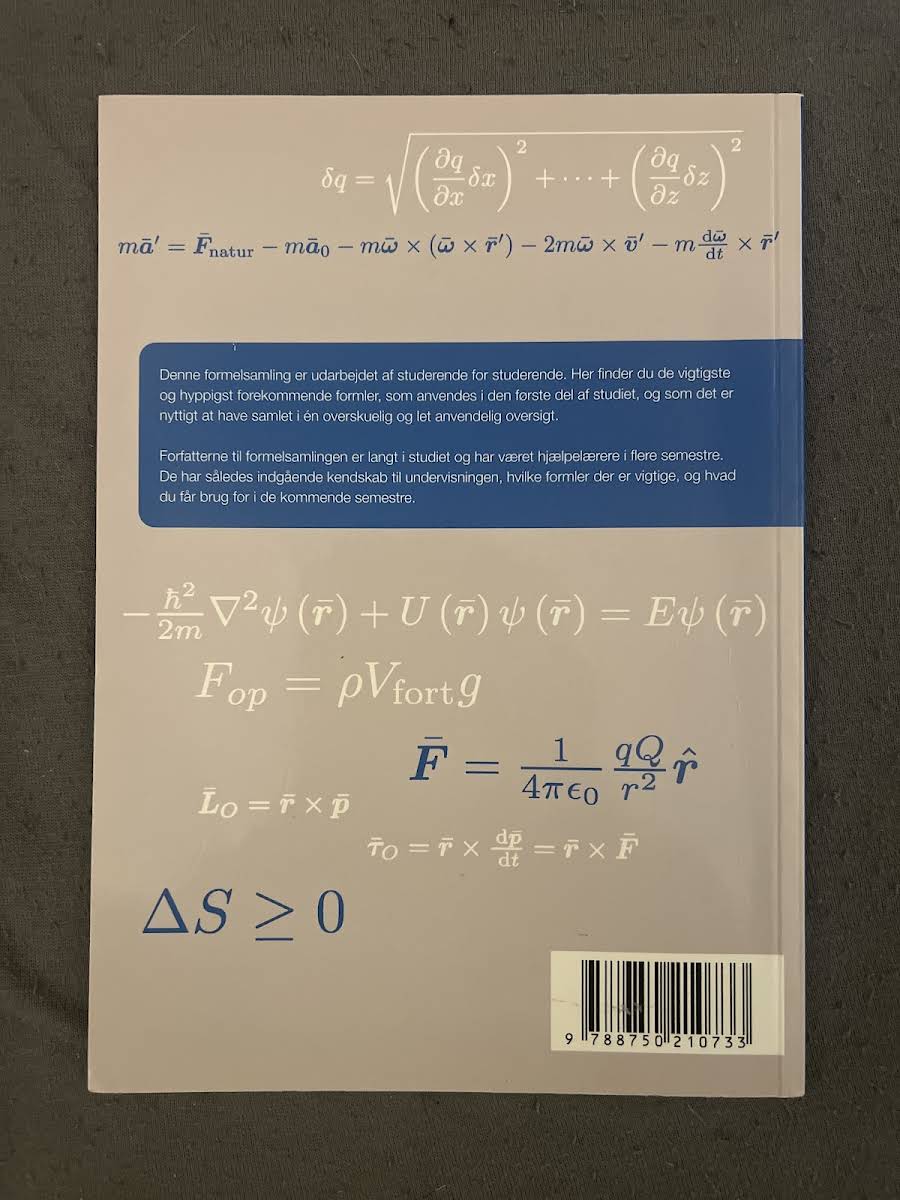 δq = √((∂q/∂x δx)² + ⋯ + (∂q/∂z δz)²)
mā′ = F̄natur − mā₀ − mω̄ × (ω̄ × r̄′) − 2mω̄ × v̄′ − m dω̄/dt × r̄′
Denne formelsamling er udarbejdet af studerende for studerende. Her finder du de vigtigste
og hyppigst forekommende formler, som anvendes i den første del af studiet, og som det er
nyttigt at have samlet i én overskuelig og let anvendelig oversigt.
Forfatterne til formelsamlingen er langt i studiet og har været hjælpelærere i flere semestre.
De har således indgående kendskab til undervisningen, hvilke formler der er vigtige, og hvad
du får brug for i de kommende semestre.
−ħ²/2m ∇²ψ(r̄) + U(r̄)ψ(r̄) = Eψ(r̄)
Fop = ρVfortg
F̄ = 1/4πϵ₀ qQ/r² r̂
L̄O = r̄ × p̄
τ̄O = r̄ × dp̄/dt = r̄ × F̄
ΔS ≥ 0
9 788750 210733